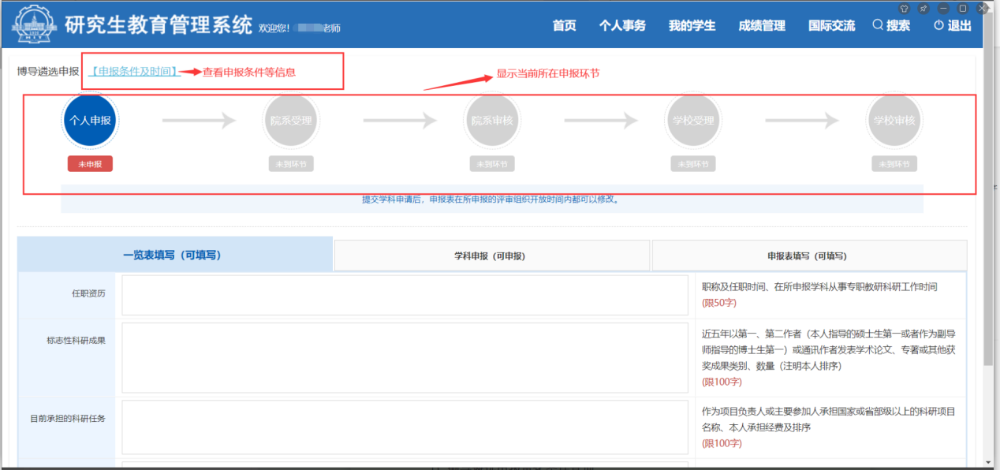 研究生教育管理系统 欢迎您! 老师
首页 个人事务 我的学生 成绩管理 国际交流 搜索 退出
博导遴选申报 【申报条件及时间】 查看申报条件等信息
显示当前所在申报环节
个人申报 院系受理 院系审核 学校受理 学校审核
未申报 未到环节 未到环节 未到环节 未到环节
提交学科申请后，申报表在所申报的评审组织开放时间内都可以修改。
一览表填写（可填写） 学科申报（可申报） 申报表填写（可填写）
任职资历
职称及任职时间、在所申报学科从事专职教研科研工作时间
(限50字)
标志性科研成果
近五年以第一、第二作者（本人指导的硕士生第一或者作为副导
师指导的博士生第一）或通讯作者发表学术论文、专著或其他获
奖成果类别、数量（注明本人排序）
(限100字)
目前承担的科研任务
作为项目负责人或主要参加人承担国家或省部级以上的科研项目
名称、本人承担经费及排序
(限100字)